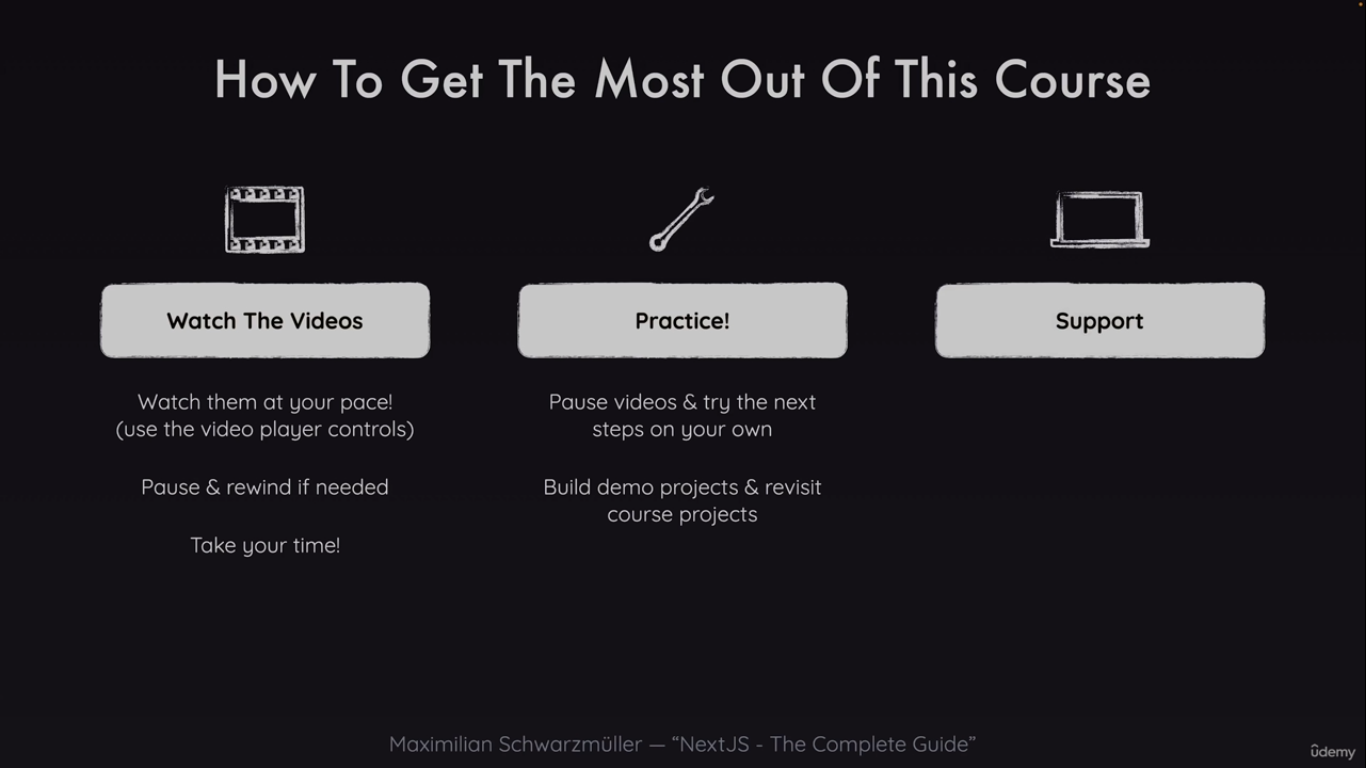 How To Get The Most Out Of This Course
Watch The Videos
Watch them at your pace!
(use the video player controls)
Pause & rewind if needed
Take your time!
Practice!
Pause videos & try the next
steps on your own
Build demo projects & revisit
course projects
Support
Maximilian Schwarzmüller — “NextJS - The Complete Guide”
ûdemy